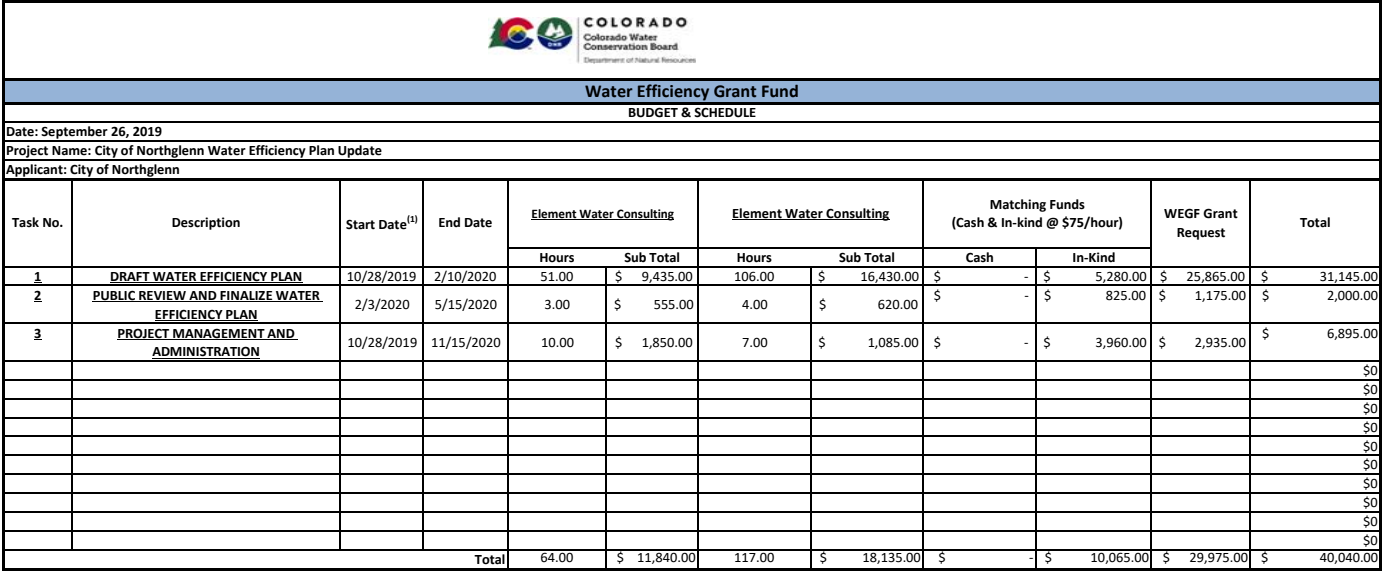 COLORADO
Colorado Water
Conservation Board
Department of Natural Resources
Water Efficiency Grant Fund
BUDGET & SCHEDULE
Date: September 26, 2019
Project Name: City of Northglenn Water Efficiency Plan Update
Applicant: City of Northglenn
Task No. Description Start Date(1) End Date Element Water Consulting Element Water Consulting Matching Funds (Cash & In-kind @ $75/hour) WEGF Grant Request Total
Hours Sub Total Hours Sub Total Cash In-Kind
1 DRAFT WATER EFFICIENCY PLAN 10/28/2019 2/10/2020 51.00 $ 9,435.00 106.00 $ 16,430.00 $ - $ 5,280.00 $ 25,865.00 $ 31,145.00
2 PUBLIC REVIEW AND FINALIZE WATER EFFICIENCY PLAN 2/3/2020 5/15/2020 3.00 $ 555.00 4.00 $ 620.00 $ - $ 825.00 $ 1,175.00 $ 2,000.00
3 PROJECT MANAGEMENT AND ADMINISTRATION 10/28/2019 11/15/2020 10.00 $ 1,850.00 7.00 $ 1,085.00 $ - $ 3,960.00 $ 2,935.00 $ 6,895.00
$0
$0
$0
$0
$0
$0
$0
$0
$0
$0
Total 64.00 $ 11,840.00 117.00 $ 18,135.00 $ - $ 10,065.00 $ 29,975.00 $ 40,040.00